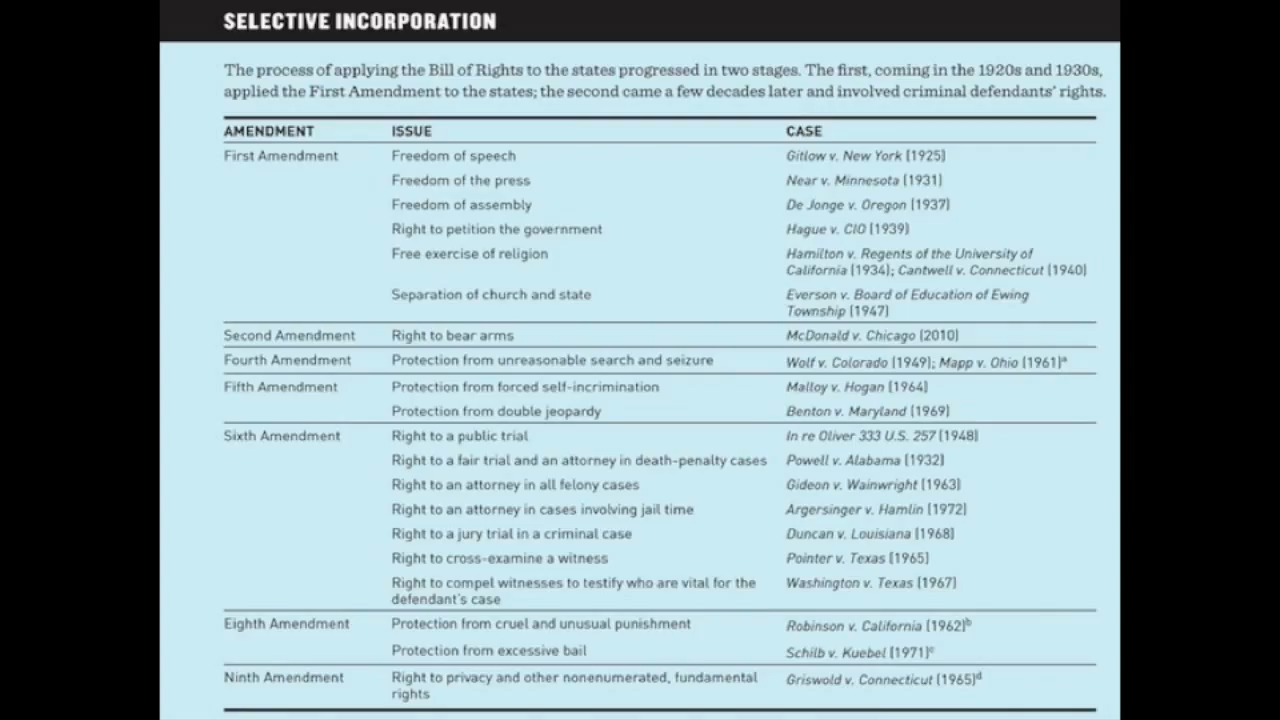 SELECTIVE INCORPORATION
The process of applying the Bill of Rights to the states progressed in two stages. The first, coming in the 1920s and 1930s,
applied the First Amendment to the states; the second came a few decades later and involved criminal defendants' rights.
AMENDMENT ISSUE CASE
First Amendment Freedom of speech Gitlow v. New York (1925)
Freedom of the press Near v. Minnesota (1931)
Freedom of assembly De Jonge v. Oregon (1937)
Right to petition the government Hague v. CIO (1939)
Free exercise of religion Hamilton v. Regents of the University of
California (1934); Cantwell v. Connecticut (1940)
Separation of church and state Everson v. Board of Education of Ewing
Township (1947)
Second Amendment Right to bear arms McDonald v. Chicago (2010)
Fourth Amendment Protection from unreasonable search and seizure Wolf v. Colorado (1949); Mapp v. Ohio (1961)ᵃ
Fifth Amendment Protection from forced self-incrimination Malloy v. Hogan (1964)
Protection from double jeopardy Benton v. Maryland (1969)
Sixth Amendment Right to a public trial In re Oliver 333 U.S. 257 (1948)
Right to a fair trial and an attorney in death-penalty cases Powell v. Alabama (1932)
Right to an attorney in all felony cases Gideon v. Wainwright (1963)
Right to an attorney in cases involving jail time Argersinger v. Hamlin (1972)
Right to a jury trial in a criminal case Duncan v. Louisiana (1968)
Right to cross-examine a witness Pointer v. Texas (1965)
Right to compel witnesses to testify who are vital for the Washington v. Texas (1967)
defendant's case
Eighth Amendment Protection from cruel and unusual punishment Robinson v. California (1962)ᵇ
Protection from excessive bail Schilb v. Kuebel (1971)ᶜ
Ninth Amendment Right to privacy and other nonenumerated, fundamental Griswold v. Connecticut (1965)ᵈ
rights